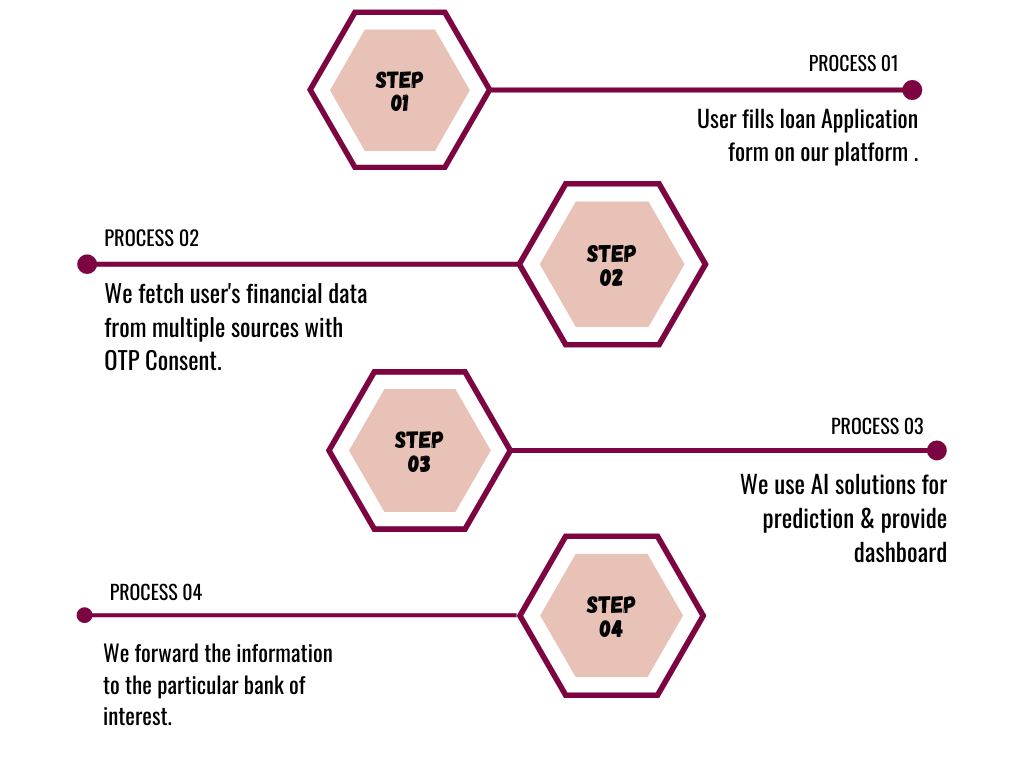 STEP
01
PROCESS 01
User fills loan Application
form on our platform .
PROCESS 02
We fetch user's financial data
from multiple sources with
OTP Consent.
STEP
02
STEP
03
PROCESS 03
We use AI solutions for
prediction & provide
dashboard
PROCESS 04
We forward the information
to the particular bank of
interest.
STEP
04